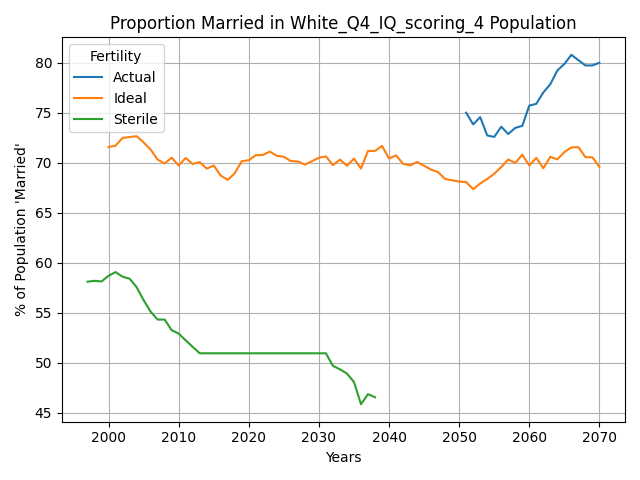 Proportion Married in White_Q4_IQ_scoring_4 Population
Fertility
Actual
Ideal
Sterile
% of Population 'Married'
80
75
70
65
60
55
50
45
2000 2010 2020 2030 2040 2050 2060 2070
Years